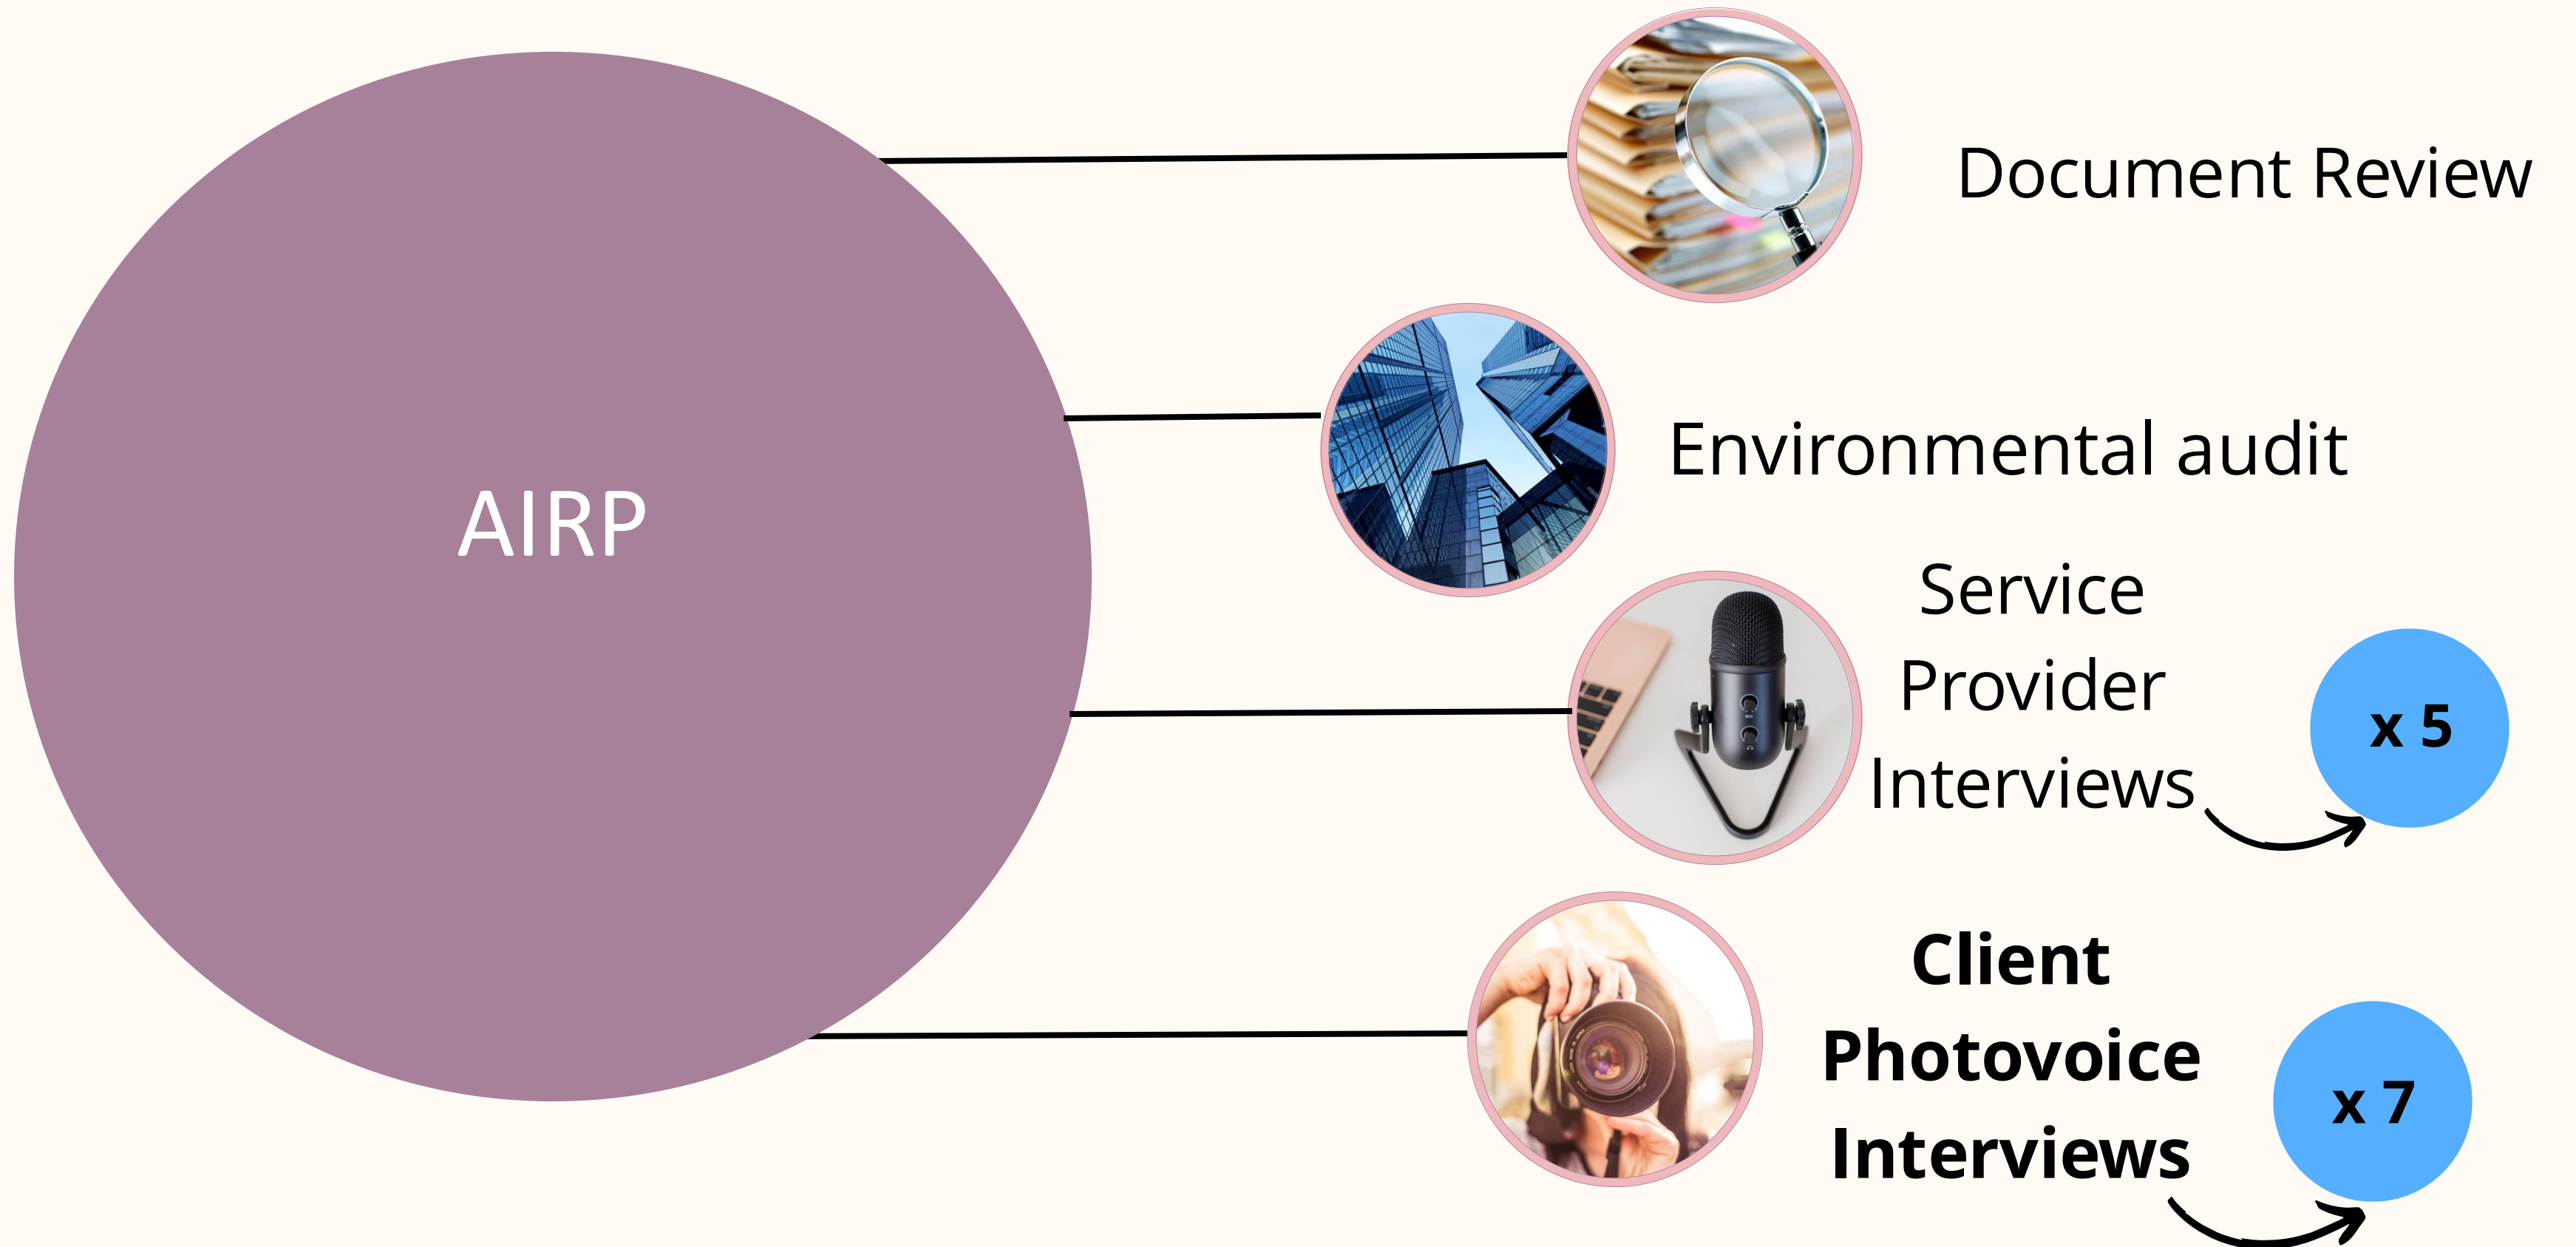 AIRP
Document Review
Environmental audit
Service
Provider
Interviews
x 5
Client
Photovoice
Interviews
x 7